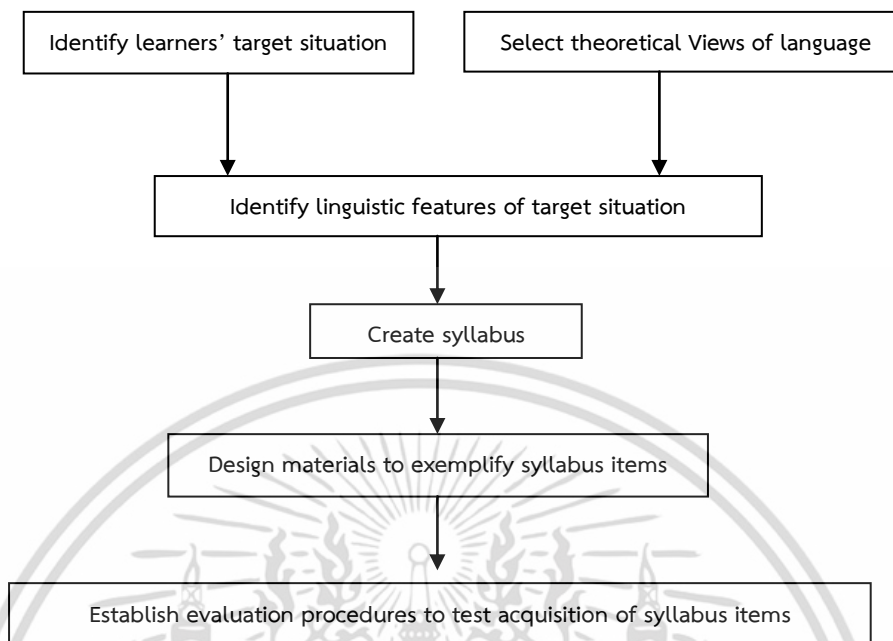 Identify learners’ target situation
Select theoretical Views of language
Identify linguistic features of target situation
Create syllabus
Design materials to exemplify syllabus items
Establish evaluation procedures to test acquisition of syllabus items